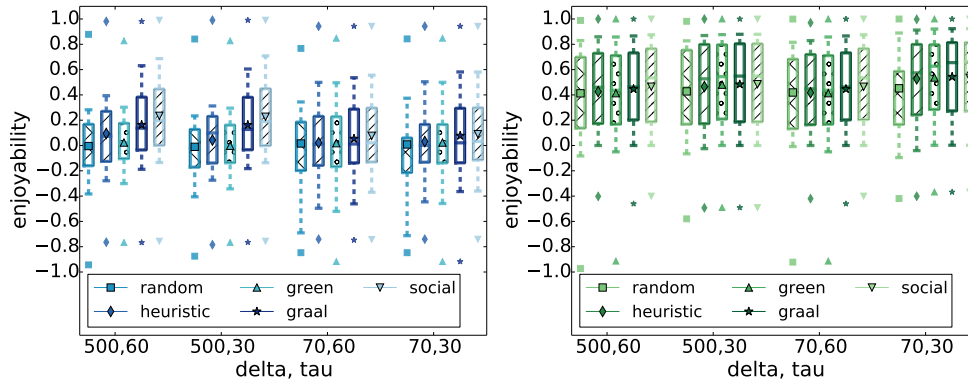 enjoyability
1.0
0.8
0.6
0.4
0.2
0.0
−0.2
−0.4
−0.6
−0.8
1.0
random
green
social
heuristic
graal
500,60
500,30
70,60
70,30
delta, tau
enjoyability
1.0
0.8
0.6
0.4
0.2
0.0
−0.2
−0.4
−0.6
−0.8
1.0
random
green
social
heuristic
graal
500,60
500,30
70,60
70,30
delta, tau